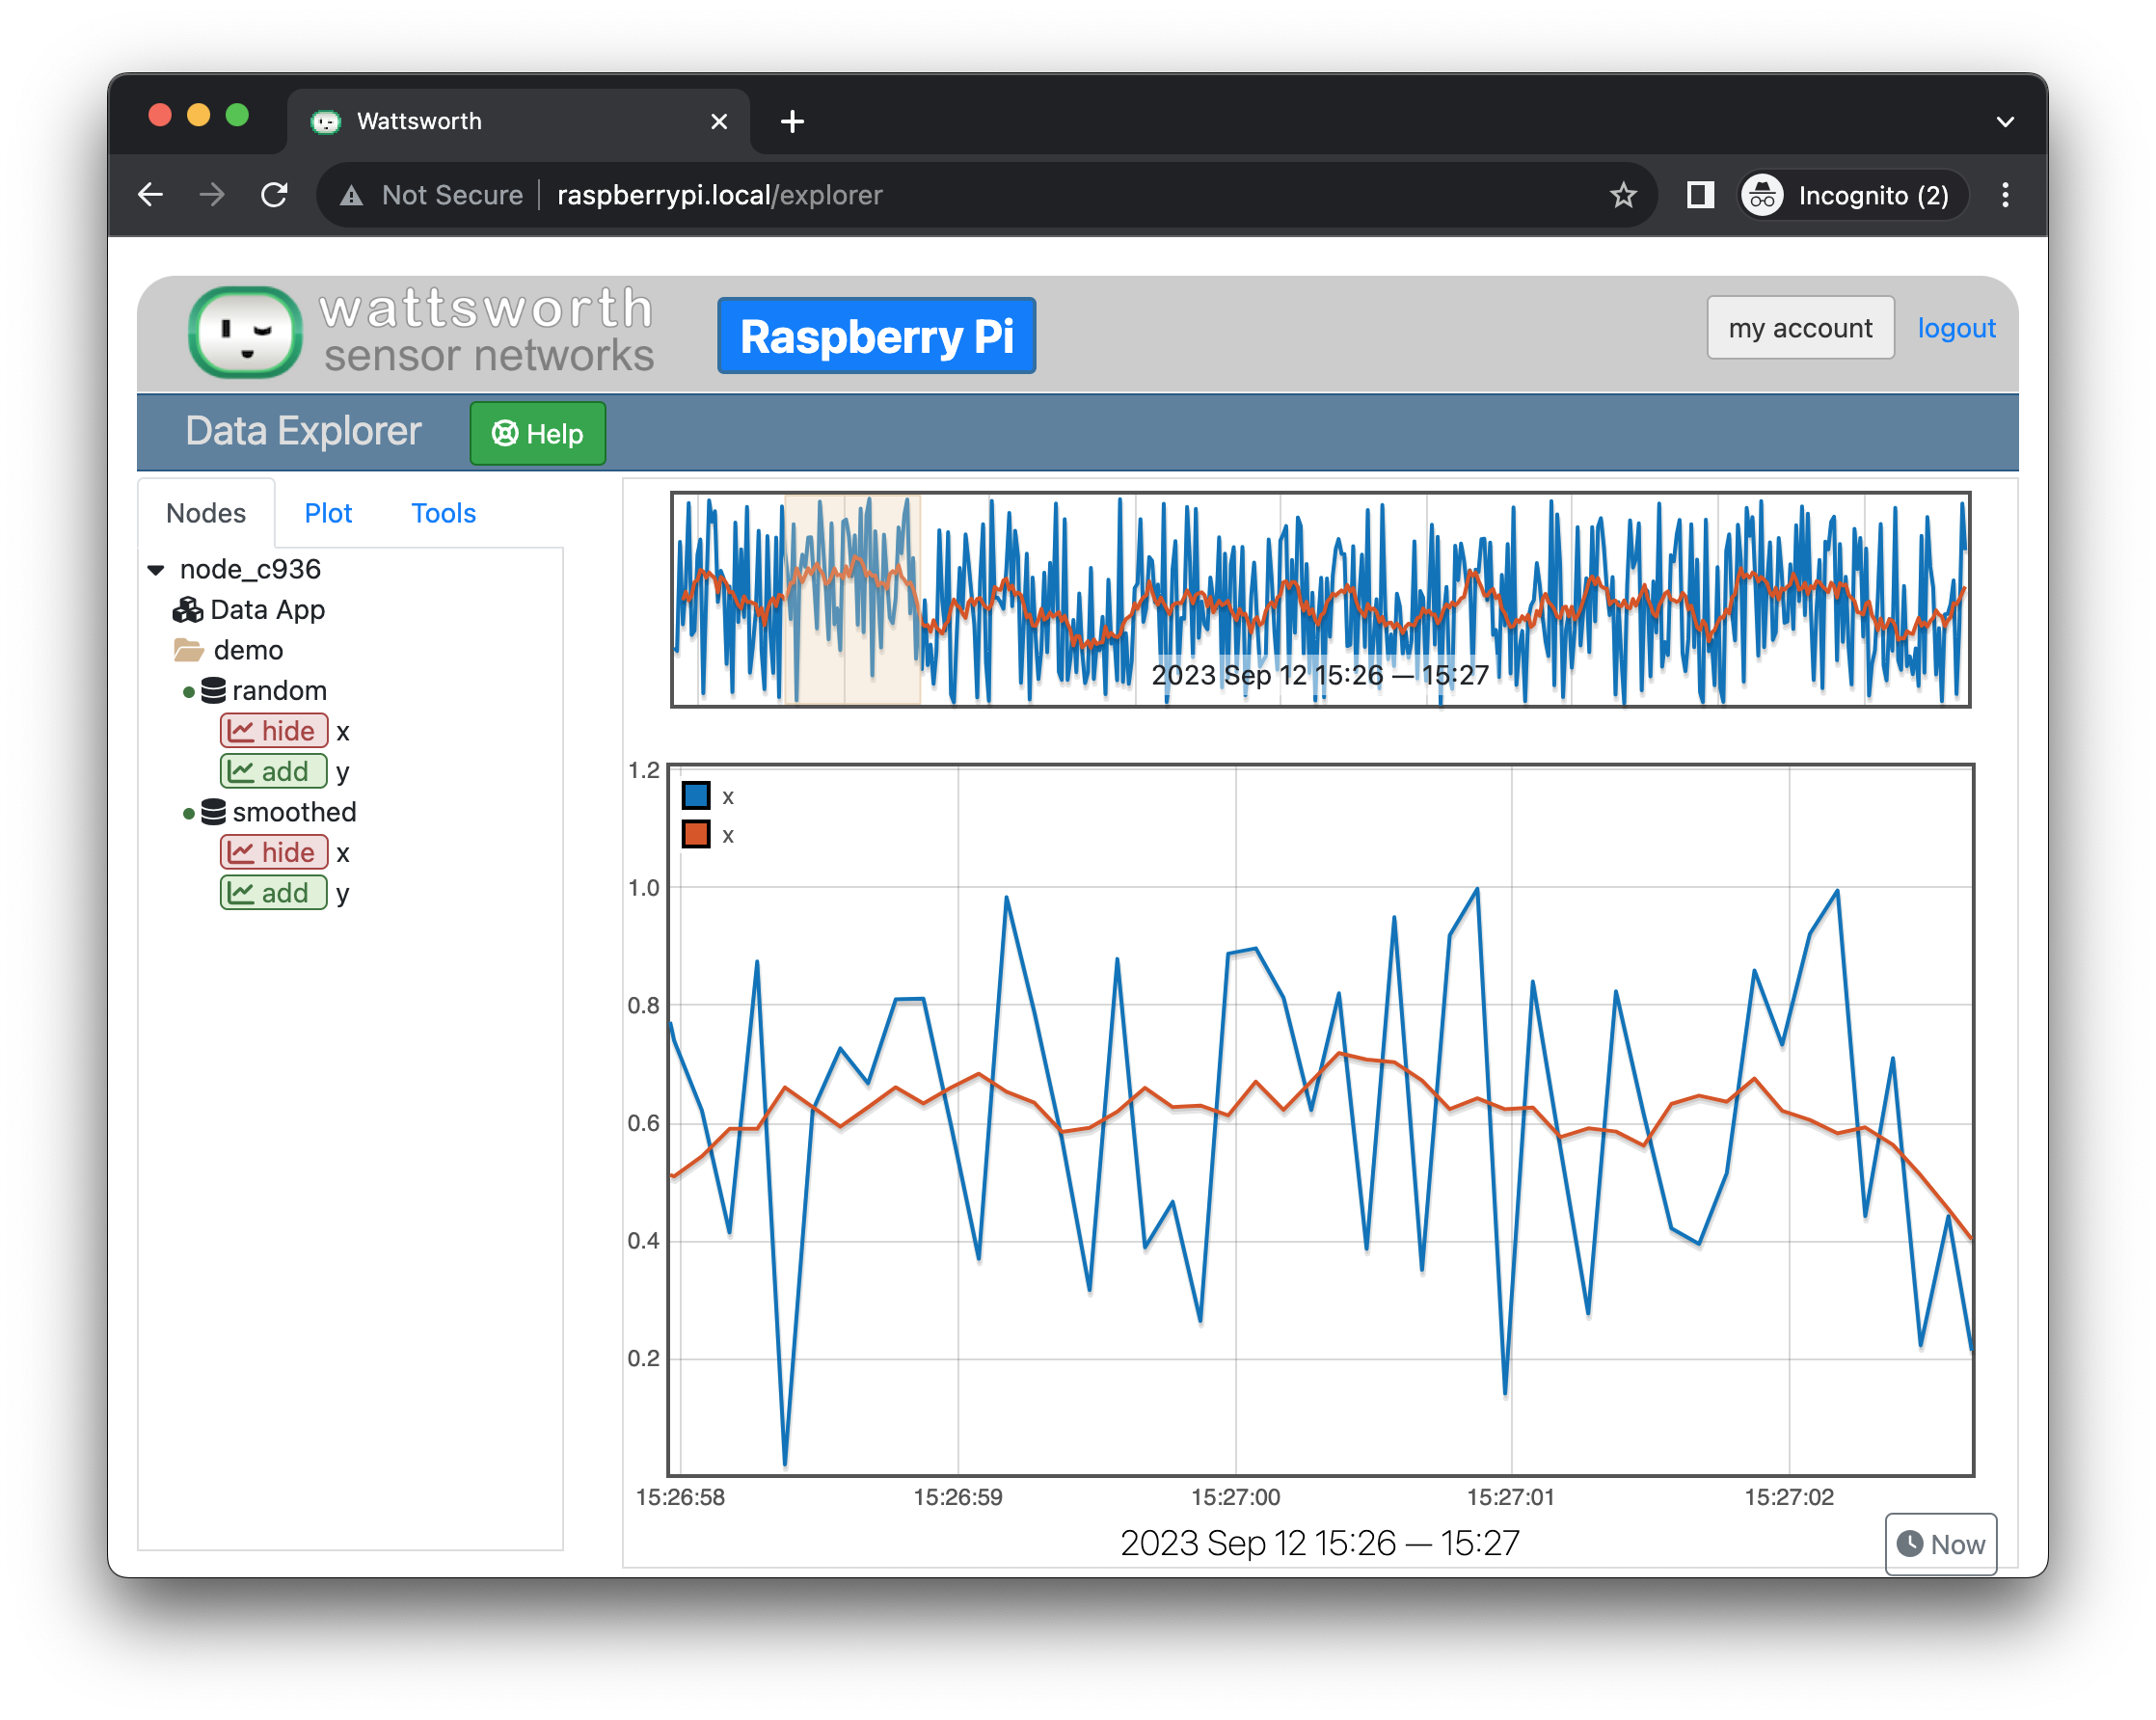 Wattsworth
Not Secure raspberrypi.local/explorer Incognito (2)
wattsworth
sensor networks
Raspberry Pi
my account logout
Data Explorer Help
Nodes Plot Tools
node_c936
Data App
demo
random
hide x
add y
smoothed
hide x
add y
2023 Sep 12 15:26 — 15:27
1.2
x
x
1.0
0.8
0.6
0.4
0.2
15:26:58 15:26:59 15:27:00 15:27:01 15:27:02
2023 Sep 12 15:26 — 15:27
Now